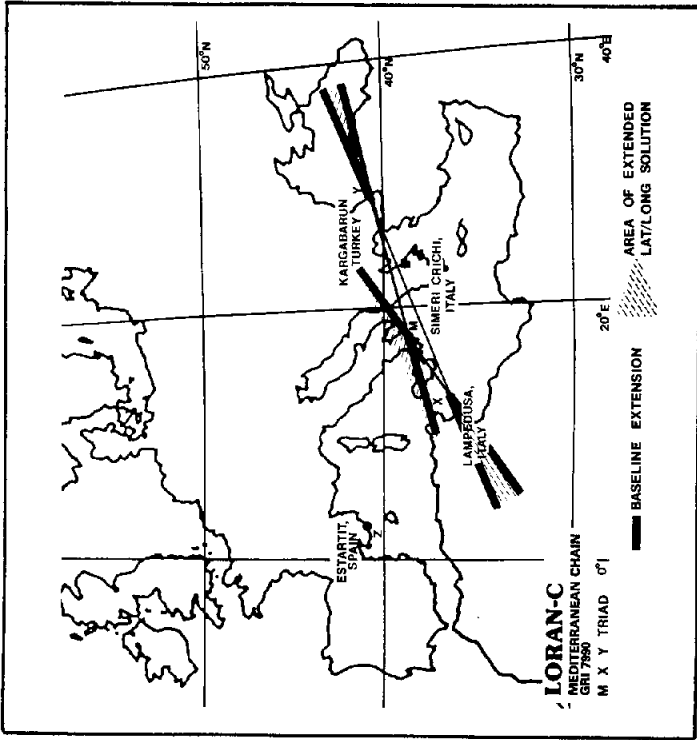 LORAN-C
MEDITERRANEAN CHAIN
GRI 7990
M X Y TRIAD
0°
ESTARTIT,
SPAIN
Z
LAMPEDUSA,
ITALY
X
M
SIMERI CRICHI,
ITALY
KARGABARUN
TURKEY
Y
50°N
40°N
30°N
20°E
40°E
BASELINE EXTENSION
AREA OF EXTENDED
LAT/LONG SOLUTION